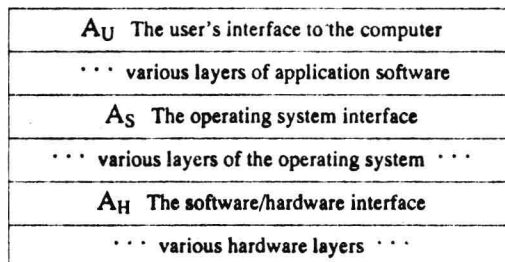 A_U The user's interface to the computer
· · · various layers of application software
A_S The operating system interface
· · · various layers of the operating system · · ·
A_H The software/hardware interface
· · · various hardware layers · · ·